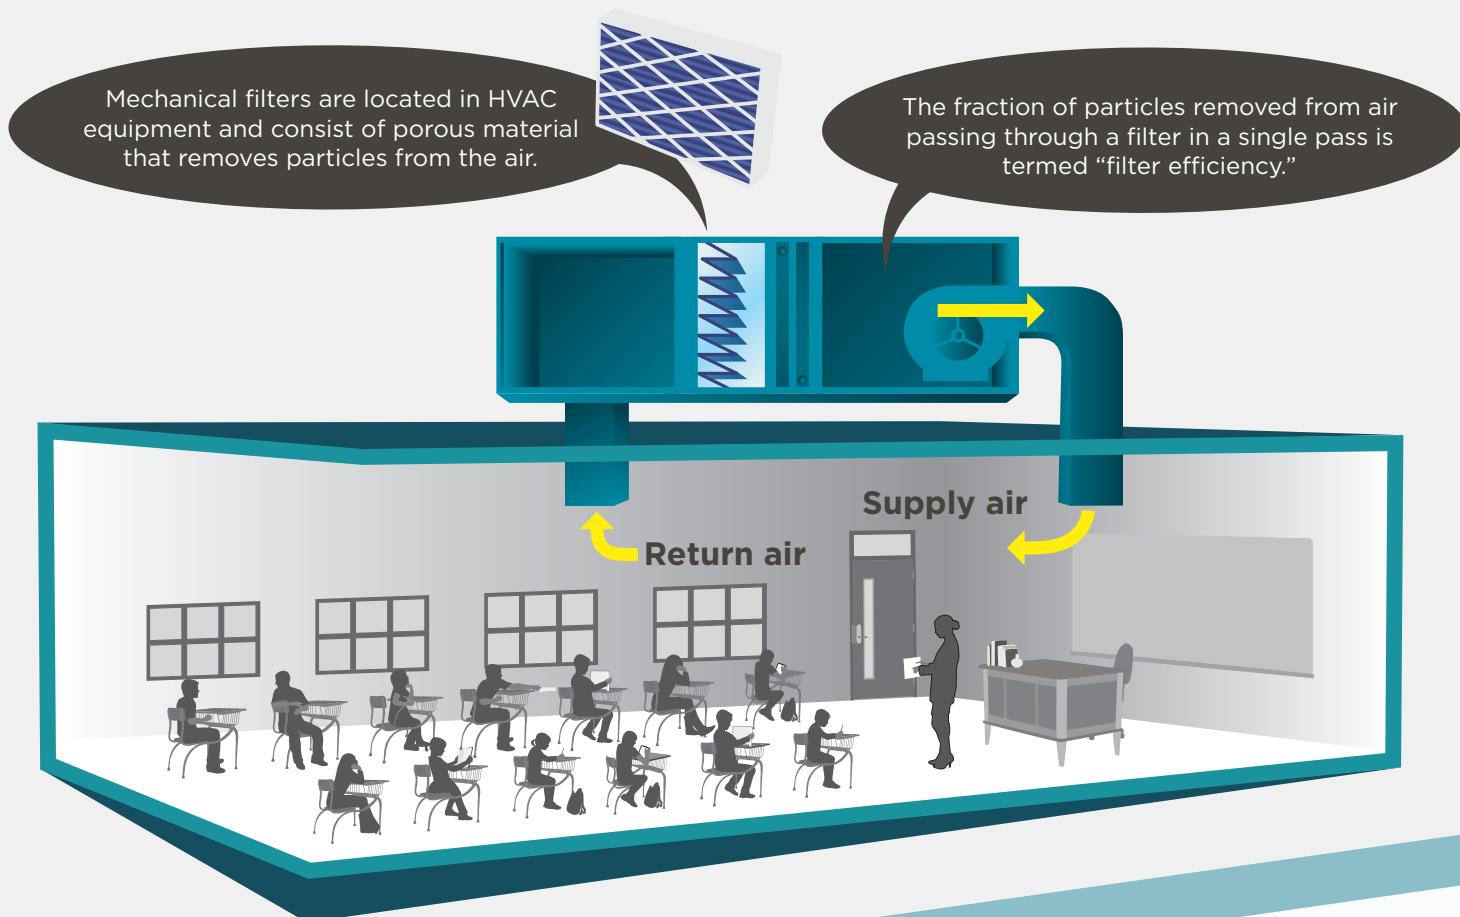 Mechanical filters are located in HVAC
equipment and consist of porous material
that removes particles from the air.
The fraction of particles removed from air
passing through a filter in a single pass is
termed “filter efficiency.”
Supply air
Return air